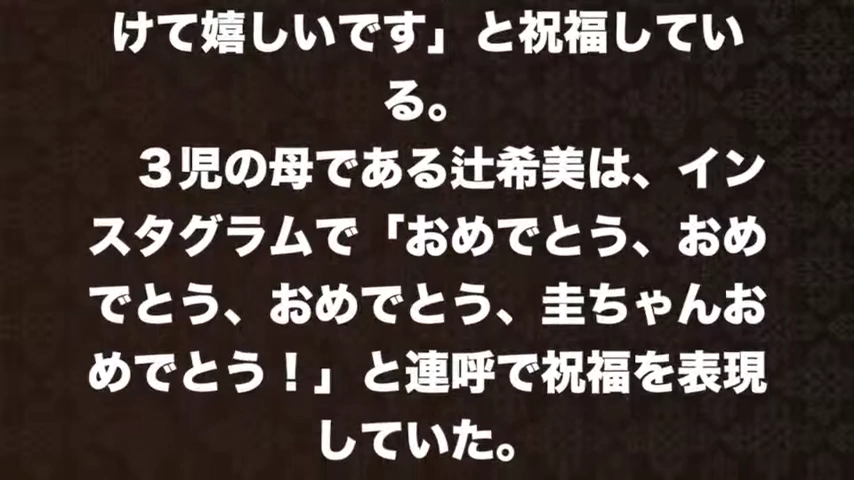 けて嬉しいです」と祝福してい
る。
　３児の母である辻希美は、イン
スタグラムで「おめでとう、おめ
でとう、おめでとう、圭ちゃんお
めでとう！」と連呼で祝福を表現
していた。